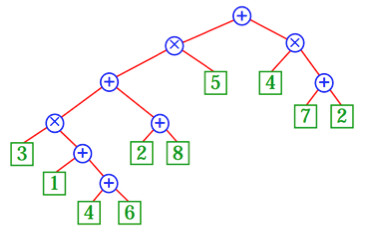 +
× ×
+ 5 4 +
× + 7 2
3 + 2 8
1 +
4 6